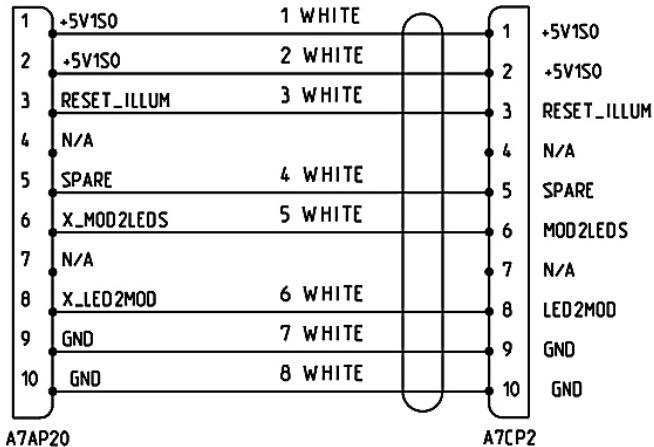 1 +5V1SO 1 WHITE 1 +5V1SO
2 +5V1SO 2 WHITE 2 +5V1SO
3 RESET_ILLUM 3 WHITE 3 RESET_ILLUM
4 N/A 4 N/A
5 SPARE 4 WHITE 5 SPARE
6 X_MOD2LEDS 5 WHITE 6 MOD2LEDS
7 N/A 7 N/A
8 X_LED2MOD 6 WHITE 8 LED2MOD
9 GND 7 WHITE 9 GND
10 GND 8 WHITE 10 GND
A7AP20 A7CP2